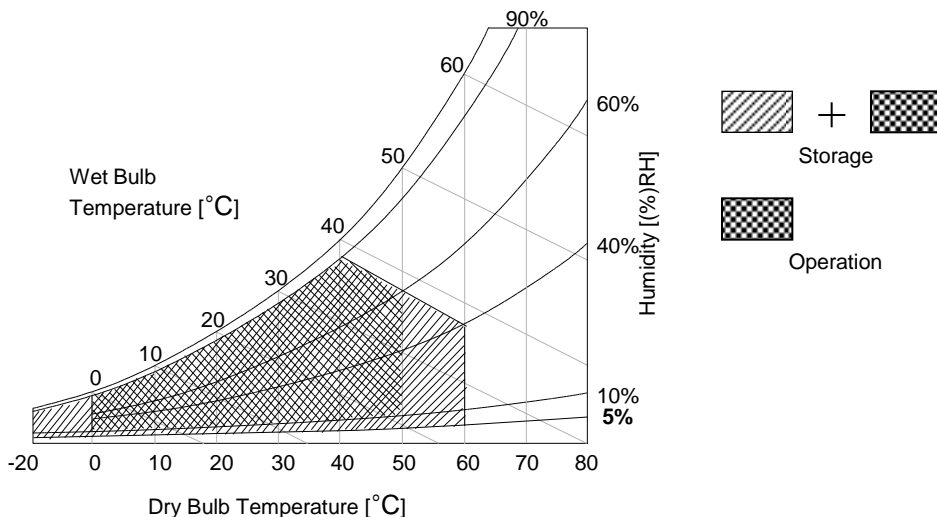 90%
60
60%
50
Wet Bulb
Temperature [°C]
40
30
20
10
0
Humidity [(%)RH]
40%
10%
5%
-20 0 10 20 30 40 50 60 70 80
Dry Bulb Temperature [°C]
+
Storage
Operation